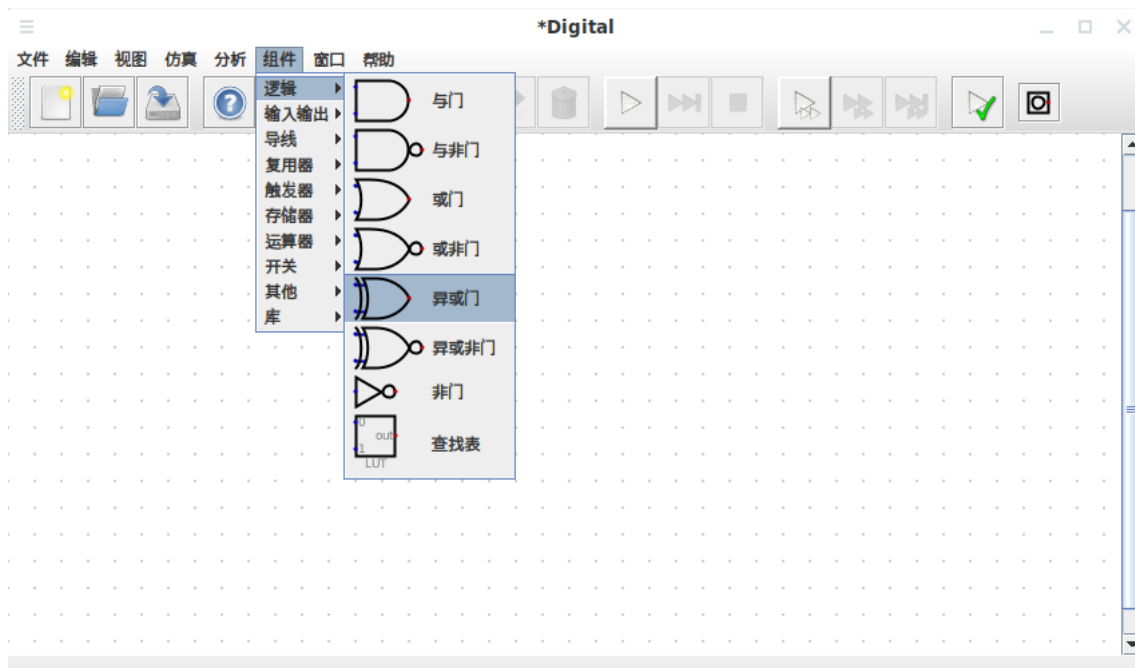 *Digital
文件 编辑 视图 仿真 分析 组件 窗口 帮助
逻辑
输入输出
导线
复用器
触发器
存储器
运算器
开关
其他
库
与门
与非门
或门
或非门
异或门
异或非门
非门
0
out
1
LUT
查找表